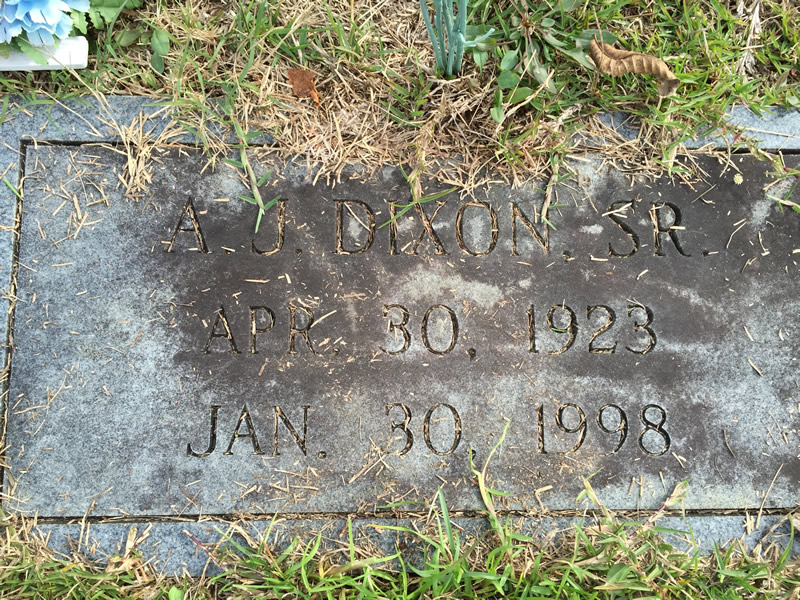 A. J. DIXON, SR.
APR. 30, 1923
JAN. 30 1998